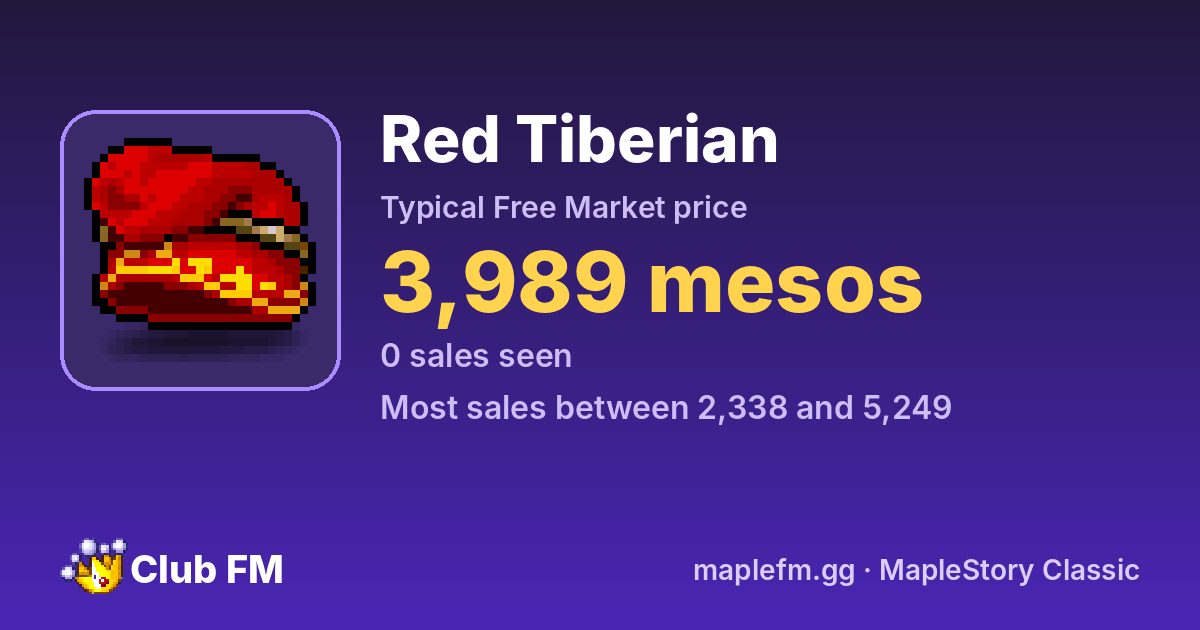 Red Tiberian
Typical Free Market price
3,989 mesos
0 sales seen
Most sales between 2,338 and 5,249
Club FM
maplefm.gg · MapleStory Classic